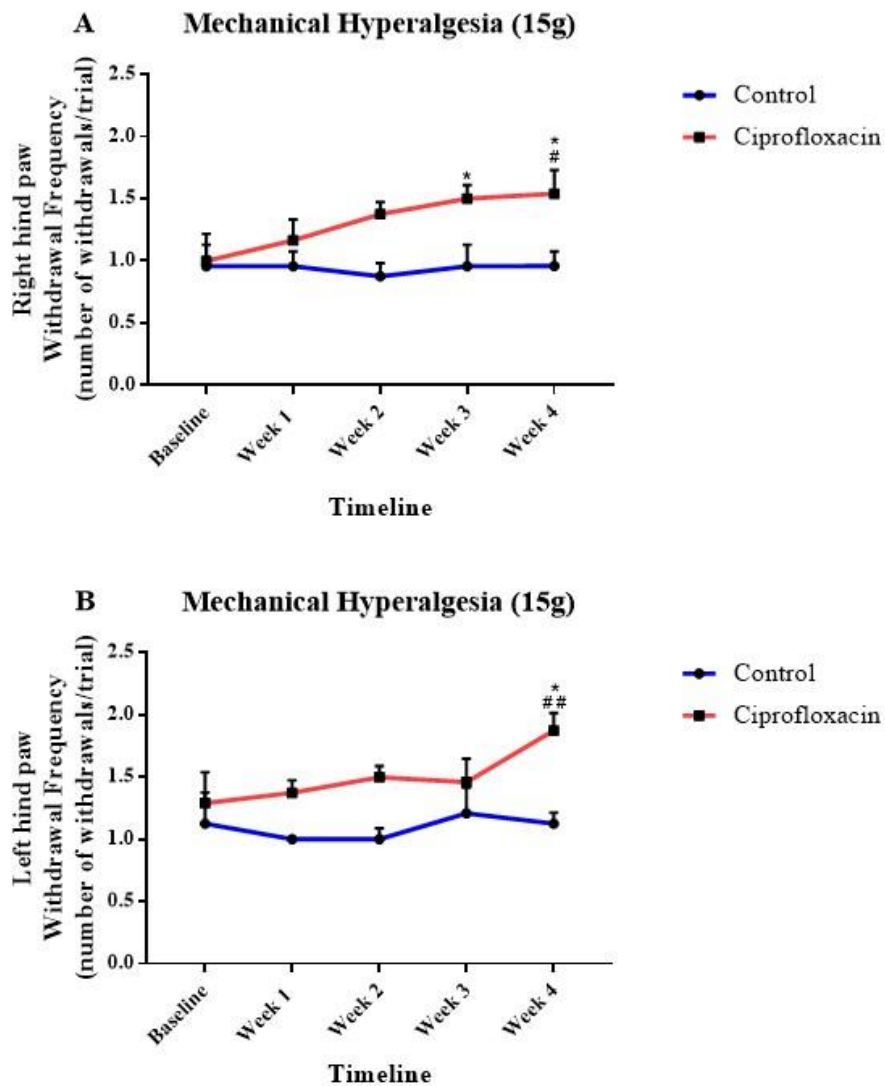 A Mechanical Hyperalgesia (15g)
Right hind paw
Withdrawal Frequency
(number of withdrawals/trial)
2.5
2.0
1.5
1.0
0.5
0.0
*
*
#
Control
Ciprofloxacin
Baseline
Week 1
Week 2
Week 3
Week 4
Timeline
B Mechanical Hyperalgesia (15g)
Left hind paw
Withdrawal Frequency
(number of withdrawals/trial)
2.5
2.0
1.5
1.0
0.5
0.0
*
##
Control
Ciprofloxacin
Baseline
Week 1
Week 2
Week 3
Week 4
Timeline